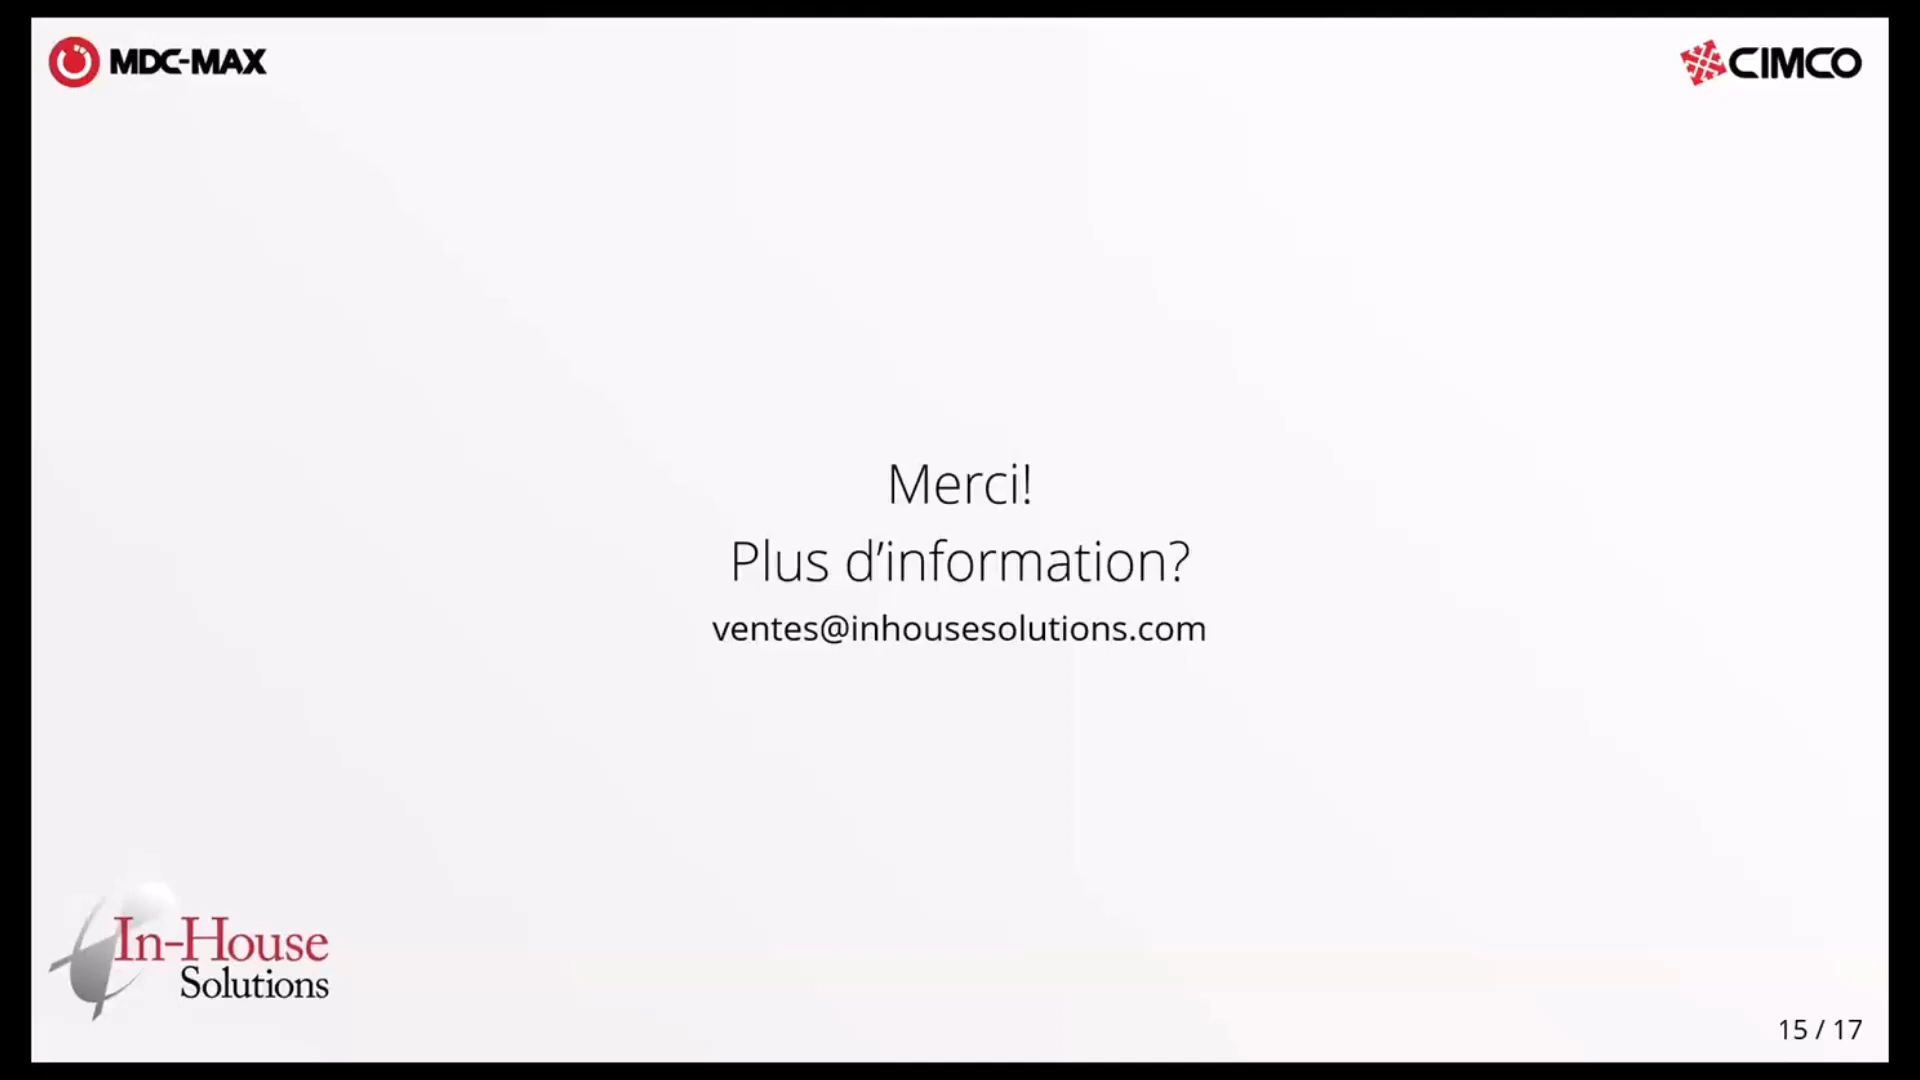 MDC-MAX
CIMCO
Merci!
Plus d’information?
ventes@inhousesolutions.com
In-House
Solutions
15 / 17